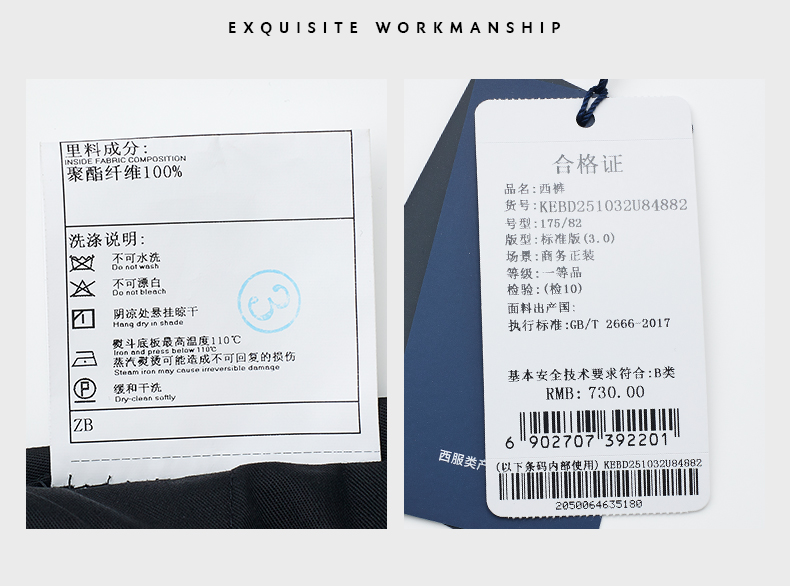 EXQUISITE WORKMANSHIP
里料成分:
INSIDE FABRIC COMPOSITION
聚酯纤维100%
洗涤说明:
不可水洗
Do not wash
不可漂白
Do not bleach
阴凉处悬挂晾干
Hang dry in shade
熨斗底板最高温度110℃
Iron and press below 110℃
蒸汽熨烫可能造成不可回复的损伤
Steam iron may cause irreversible damage
P
缓和干洗
Dry-clean softly
ZB
合格证
品名:西裤
货号:KEBD251032U84882
号型:175/82
版型:标准版(3.0)
场景:商务正装
等级:一等品
检验:(检10)
面料出产国:
执行标准:GB/T 2666-2017
基本安全技术要求符合:B类
RMB: 730.00
6 902707 392201
(以下条码内部使用) KEBD251032U84882
2050064635180
西服类产